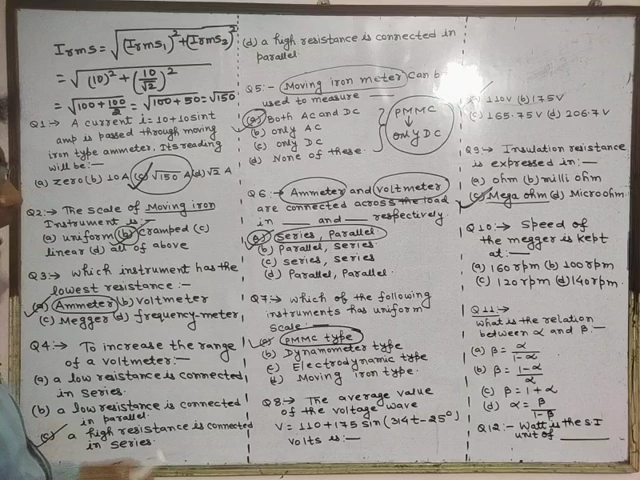 Irms = √(Irms₁)² + (Irms₂)²
= √(10)² + (10/√2)²
= √100 + 100/2 = √100 + 50 = √150
Q1:→ A current i = 10+10 sint
amp is passed through moving
iron type ammeter. Its reading
will be:—
(a) zero (b) 10A (c) √150 A (d) √2 A
Q2:→ The scale of Moving iron
Instrument is :—
(a) uniform (b) cramped (c)
linear (d) all of above
Q3:→ which instrument has the
lowest resistance:—
(a) Ammeter (b) voltmeter
(c) Megger (d) frequency-meter
Q4:→ To increase the range
of a voltmeter:—
(a) a low reistance is connected
in Series.
(b) a low resistance is connected
in parallel.
(c) a high resistance is connected
in Series.
(d) a high resistance is connected in
parallel.
Q5:- Moving iron meter can b
used to measure ____
(a) Both AC and DC
(b) only AC
(c) only DC
(d) None of these.
PMMC
↓
only DC
Q6:→ Ammeter and voltmeter
are connected across the load
in ____ and ____ respectively
(a) Series, Parallel
(b) Parallel, Series
(c) series, series
(d) Parallel, Parallel.
Q7:→ which of the following
instruments has uniform
scale ____
(a) PMMC type
(b) Dynamometer type
(c) Electrodynamic type
(d) Moving iron type.
Q8:→ The average value
of the voltage wave
V = 110 + 175 sin (314t - 25°)
volts is:—
110V (b) 175V
(c) 165.75V (d) 206.7V
Q9:→ Insulation resistance
is expressed in:—
(a) ohm (b) milli ohm
(c) Mega ohm (d) Micro ohm
Q10:→ Speed of
the megger is kept
at:—
(a) 160 rpm (b) 100 rpm
(c) 120 rpm (d) 140 rpm.
Q11:→
What is the relation
between α and β:—
(a) β = α/1-α
(b) β = 1-α/α
(c) β = 1+α
(d) α = β/1-β
Q12:- Watt is the S.I
unit of ____